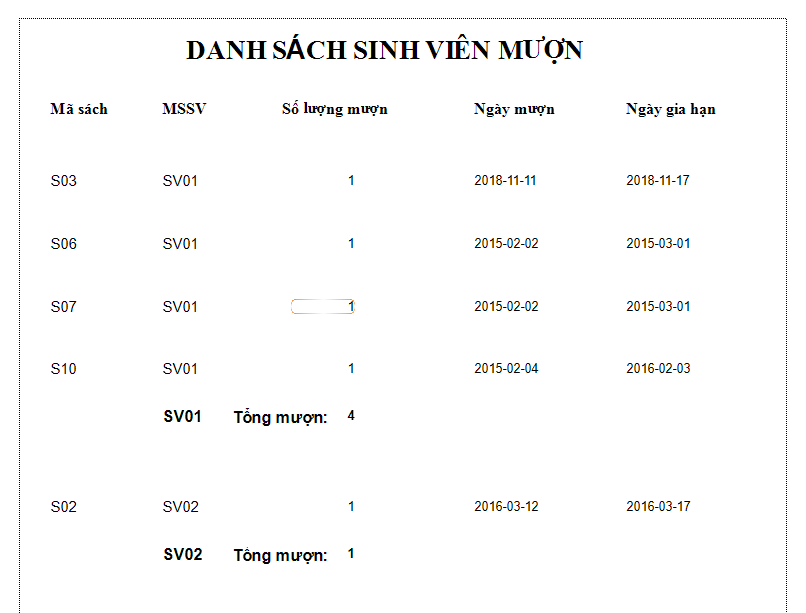 DANH SÁCH SINH VIÊN MƯỢN
Mã sách MSSV Số lượng mượn Ngày mượn Ngày gia hạn
S03 SV01 1 2018-11-11 2018-11-17
S06 SV01 1 2015-02-02 2015-03-01
S07 SV01 1 2015-02-02 2015-03-01
S10 SV01 1 2015-02-04 2016-02-03
SV01 Tổng mượn: 4
S02 SV02 1 2016-03-12 2016-03-17
SV02 Tổng mượn: 1